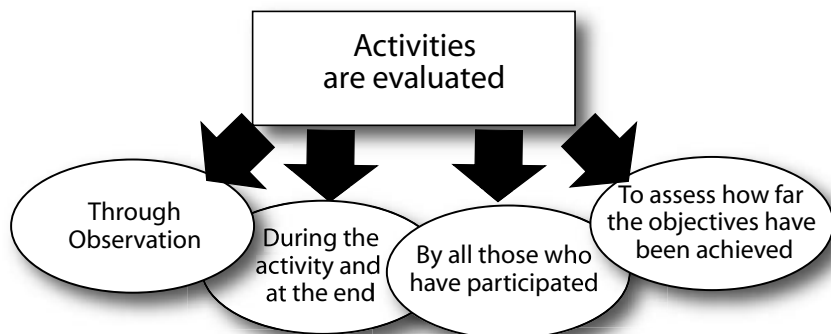 Activities
are evaluated
Through
Observation
During the
activity and
at the end
By all those who
have participated
To assess how far
the objectives have
been achieved